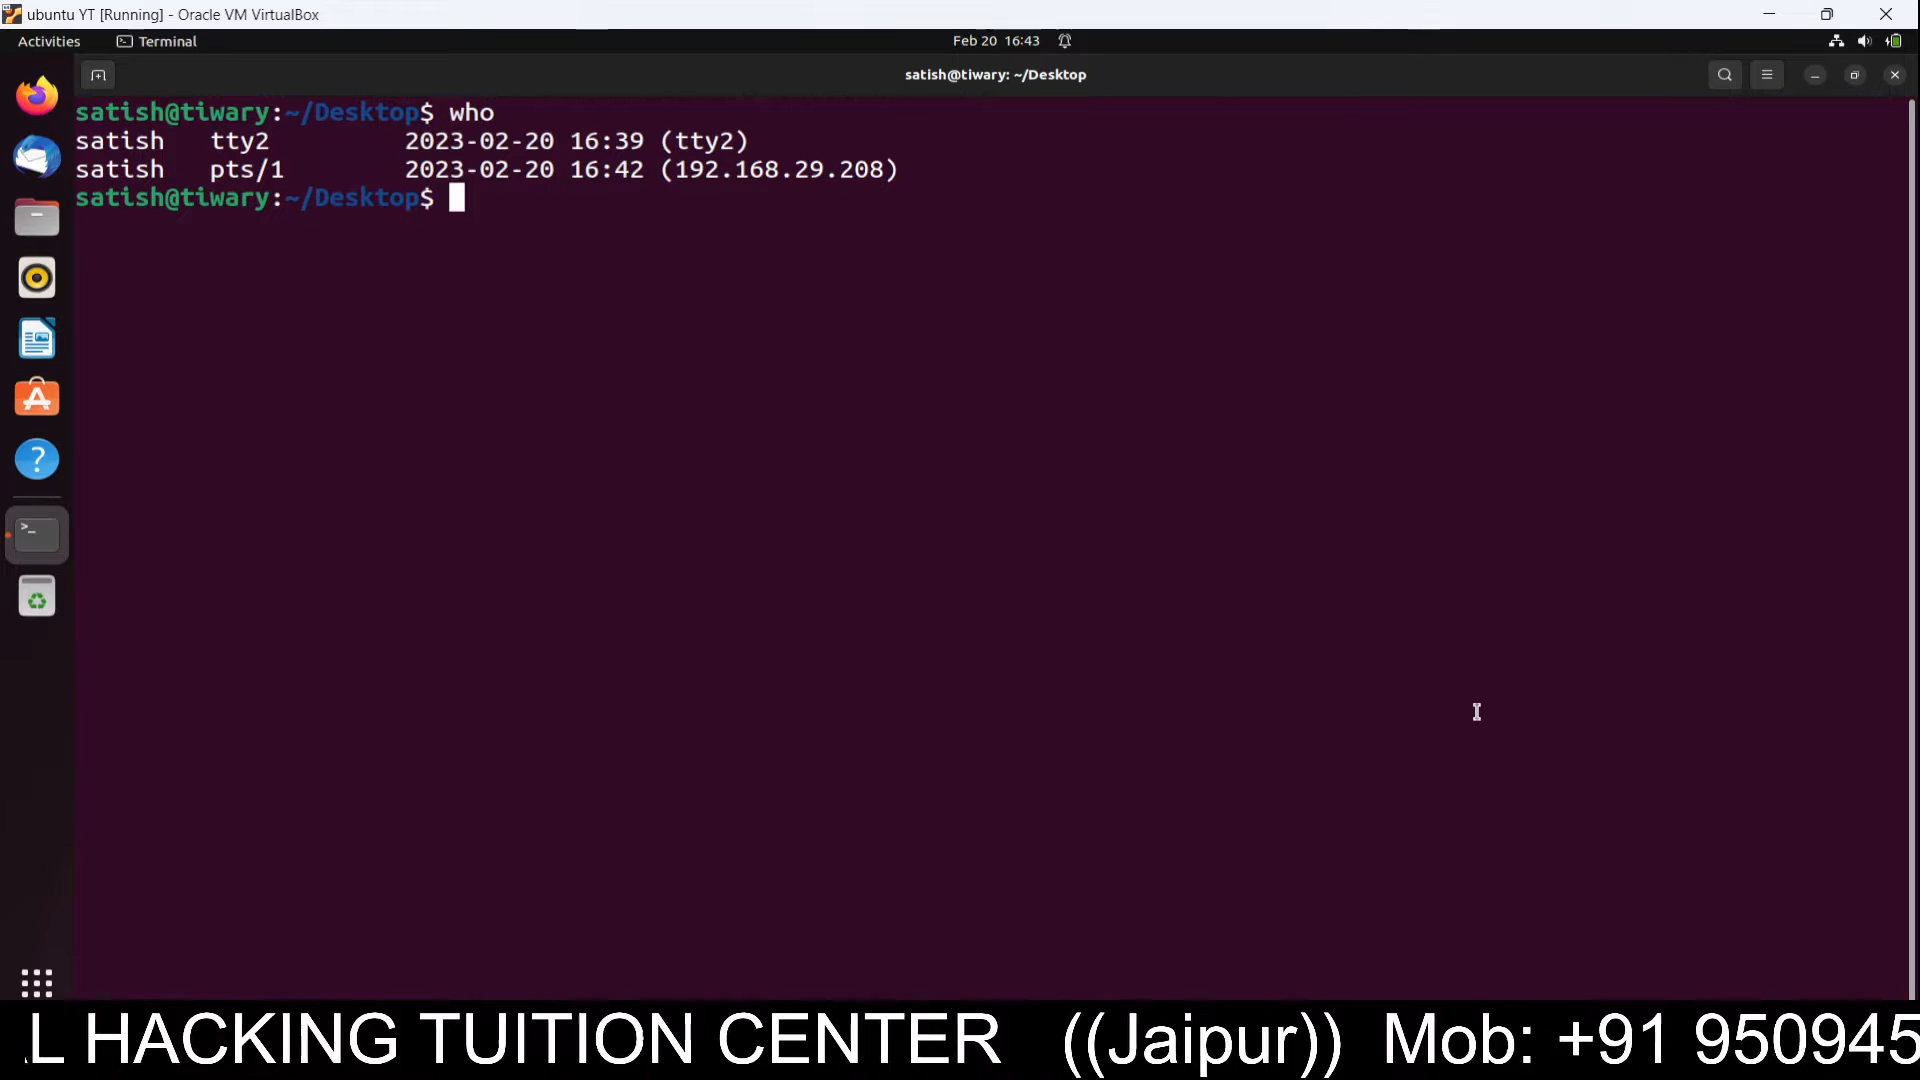 ubuntu YT [Running] - Oracle VM VirtualBox
Activities Terminal Feb 20 16:43
satish@tiwary: ~/Desktop
satish@tiwary:~/Desktop$ who
satish tty2 2023-02-20 16:39 (tty2)
satish pts/1 2023-02-20 16:42 (192.168.29.208)
satish@tiwary:~/Desktop$
L HACKING TUITION CENTER ((Jaipur)) Mob: +91 950945